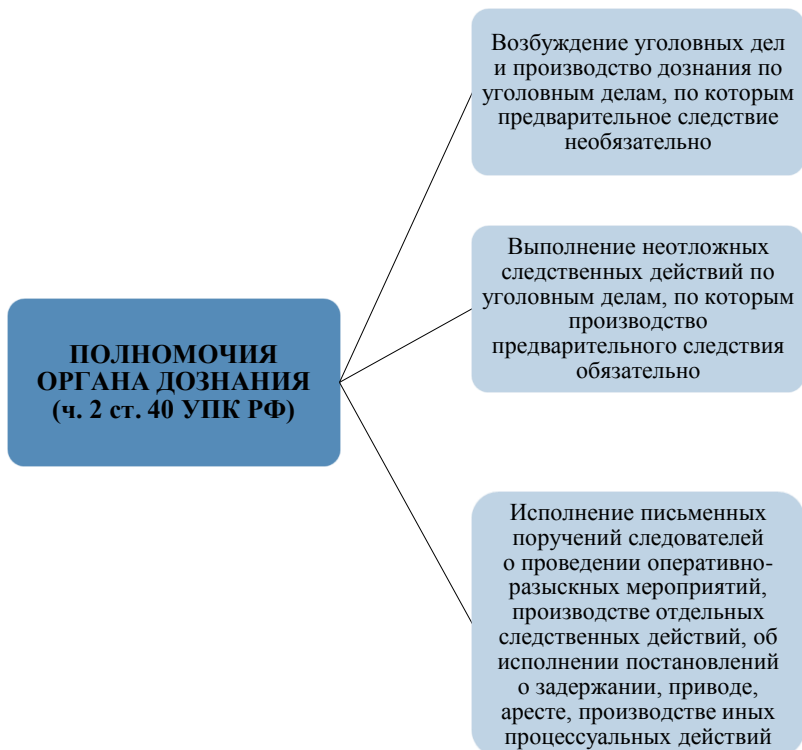 ПОЛНОМОЧИЯ
ОРГАНА ДОЗНАНИЯ
(ч. 2 ст. 40 УПК РФ)
Возбуждение уголовных дел
и производство дознания по
уголовным делам, по которым
предварительное следствие
необязательно
Выполнение неотложных
следственных действий по
уголовным делам, по которым
производство
предварительного следствия
обязательно
Исполнение письменных
поручений следователей
о проведении оперативно-
разыскных мероприятий,
производстве отдельных
следственных действий, об
исполнении постановлений
о задержании, приводе,
аресте, производстве иных
процессуальных действий